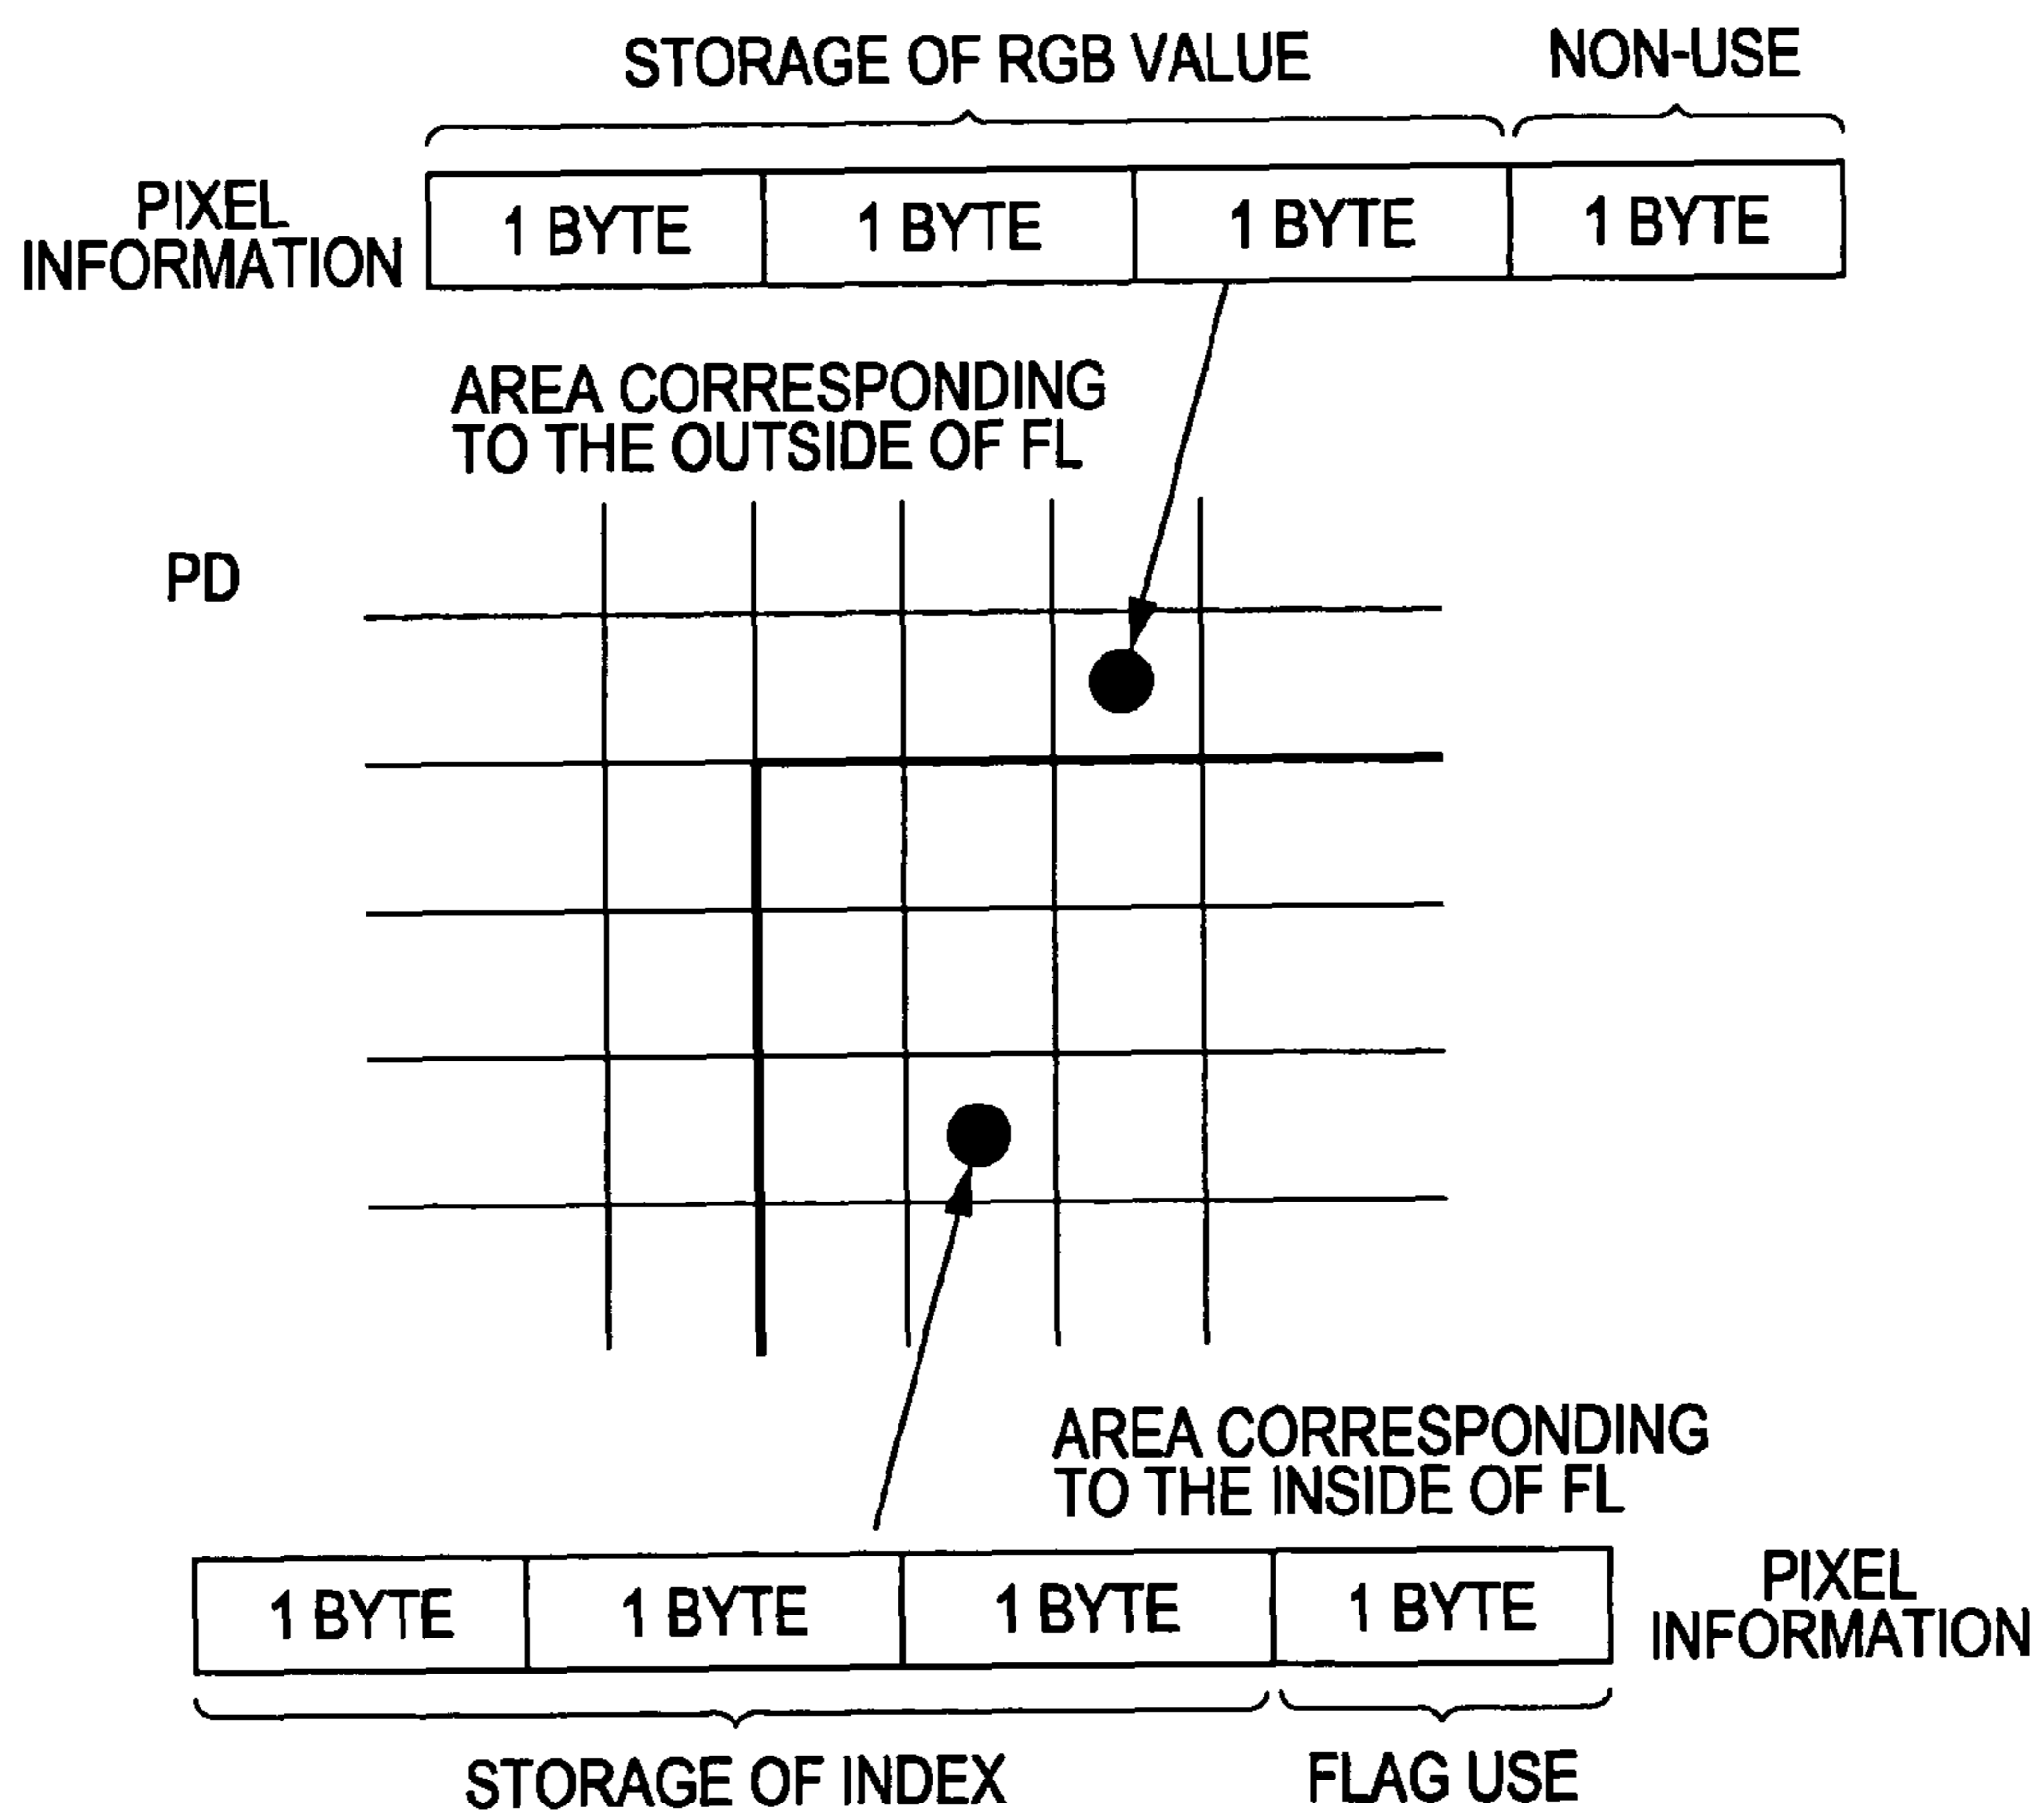 STORAGE OF RGB VALUE
NON-USE
PIXEL
INFORMATION
1 BYTE
1 BYTE
1 BYTE
1 BYTE
AREA CORRESPONDING
TO THE OUTSIDE OF FL
PD
AREA CORRESPONDING
TO THE INSIDE OF FL
1 BYTE
1 BYTE
1 BYTE
1 BYTE
PIXEL
INFORMATION
STORAGE OF INDEX
FLAG USE